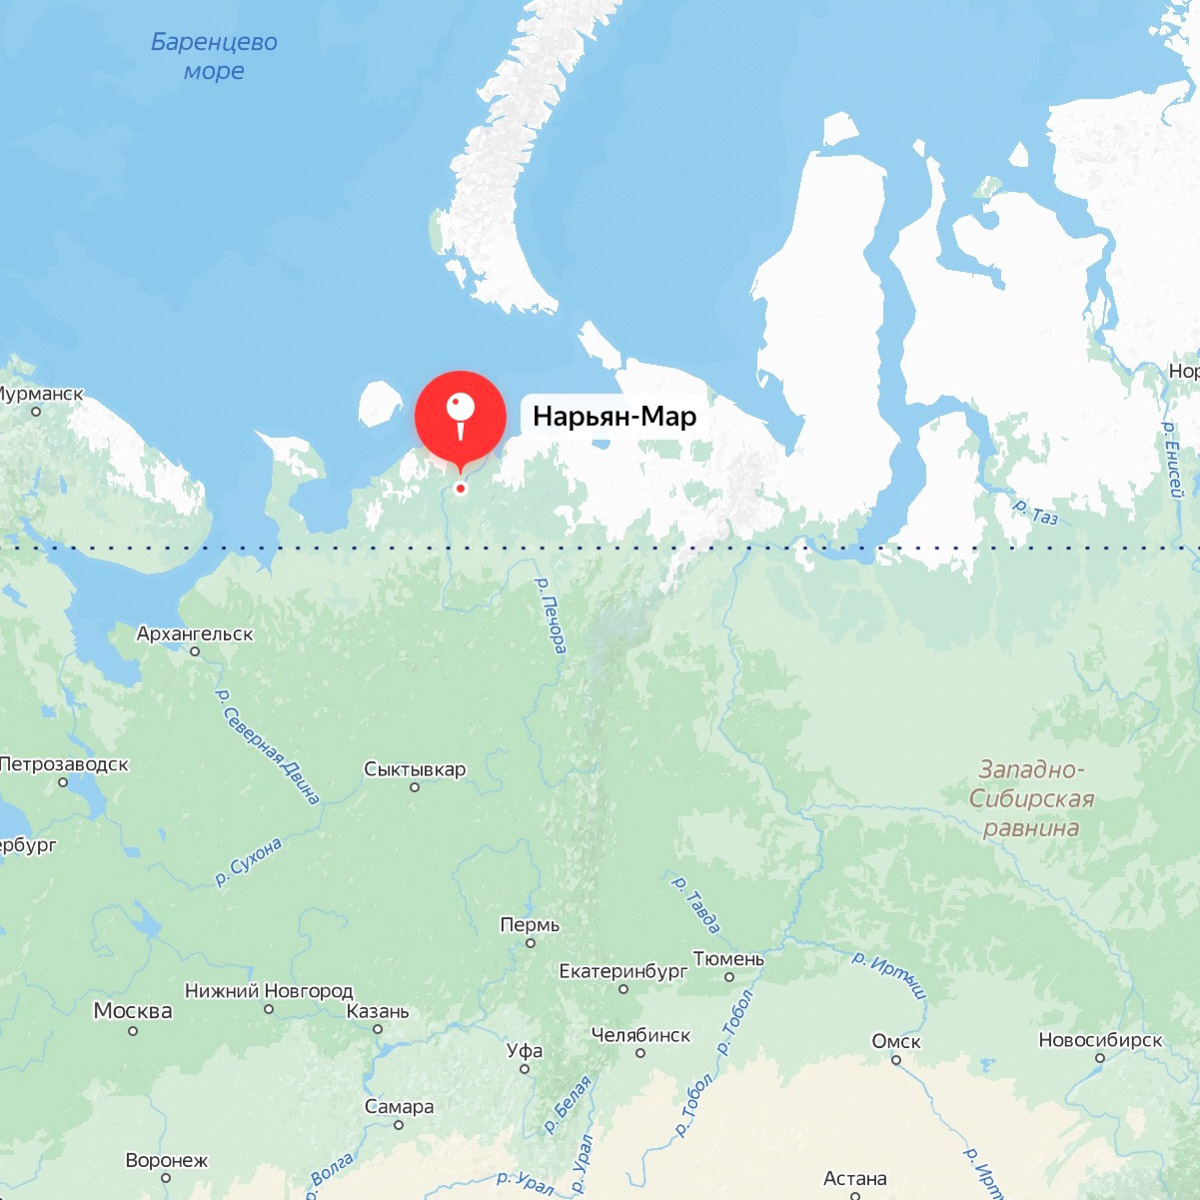 Баренцево
море
Мурманск
Нарьян-Мар
Нор
р. Енисей
р. Таз
р. Печора
Архангельск
р. Северная Двина
Петрозаводск
Сыктывкар
Западно-
Сибирская
равнина
ербург
р. Сухона
р. Тавда
Пермь
Тюмень
Екатеринбург
р. Иртыш
Нижний Новгород
Москва
Казань
р. Тобол
Челябинск
Омск
Новосибирск
Уфа
р. Белая
р. Тобол
Самара
Воронеж
р. Волга
р. Урал
р. Урал
Астана
р. Ирты